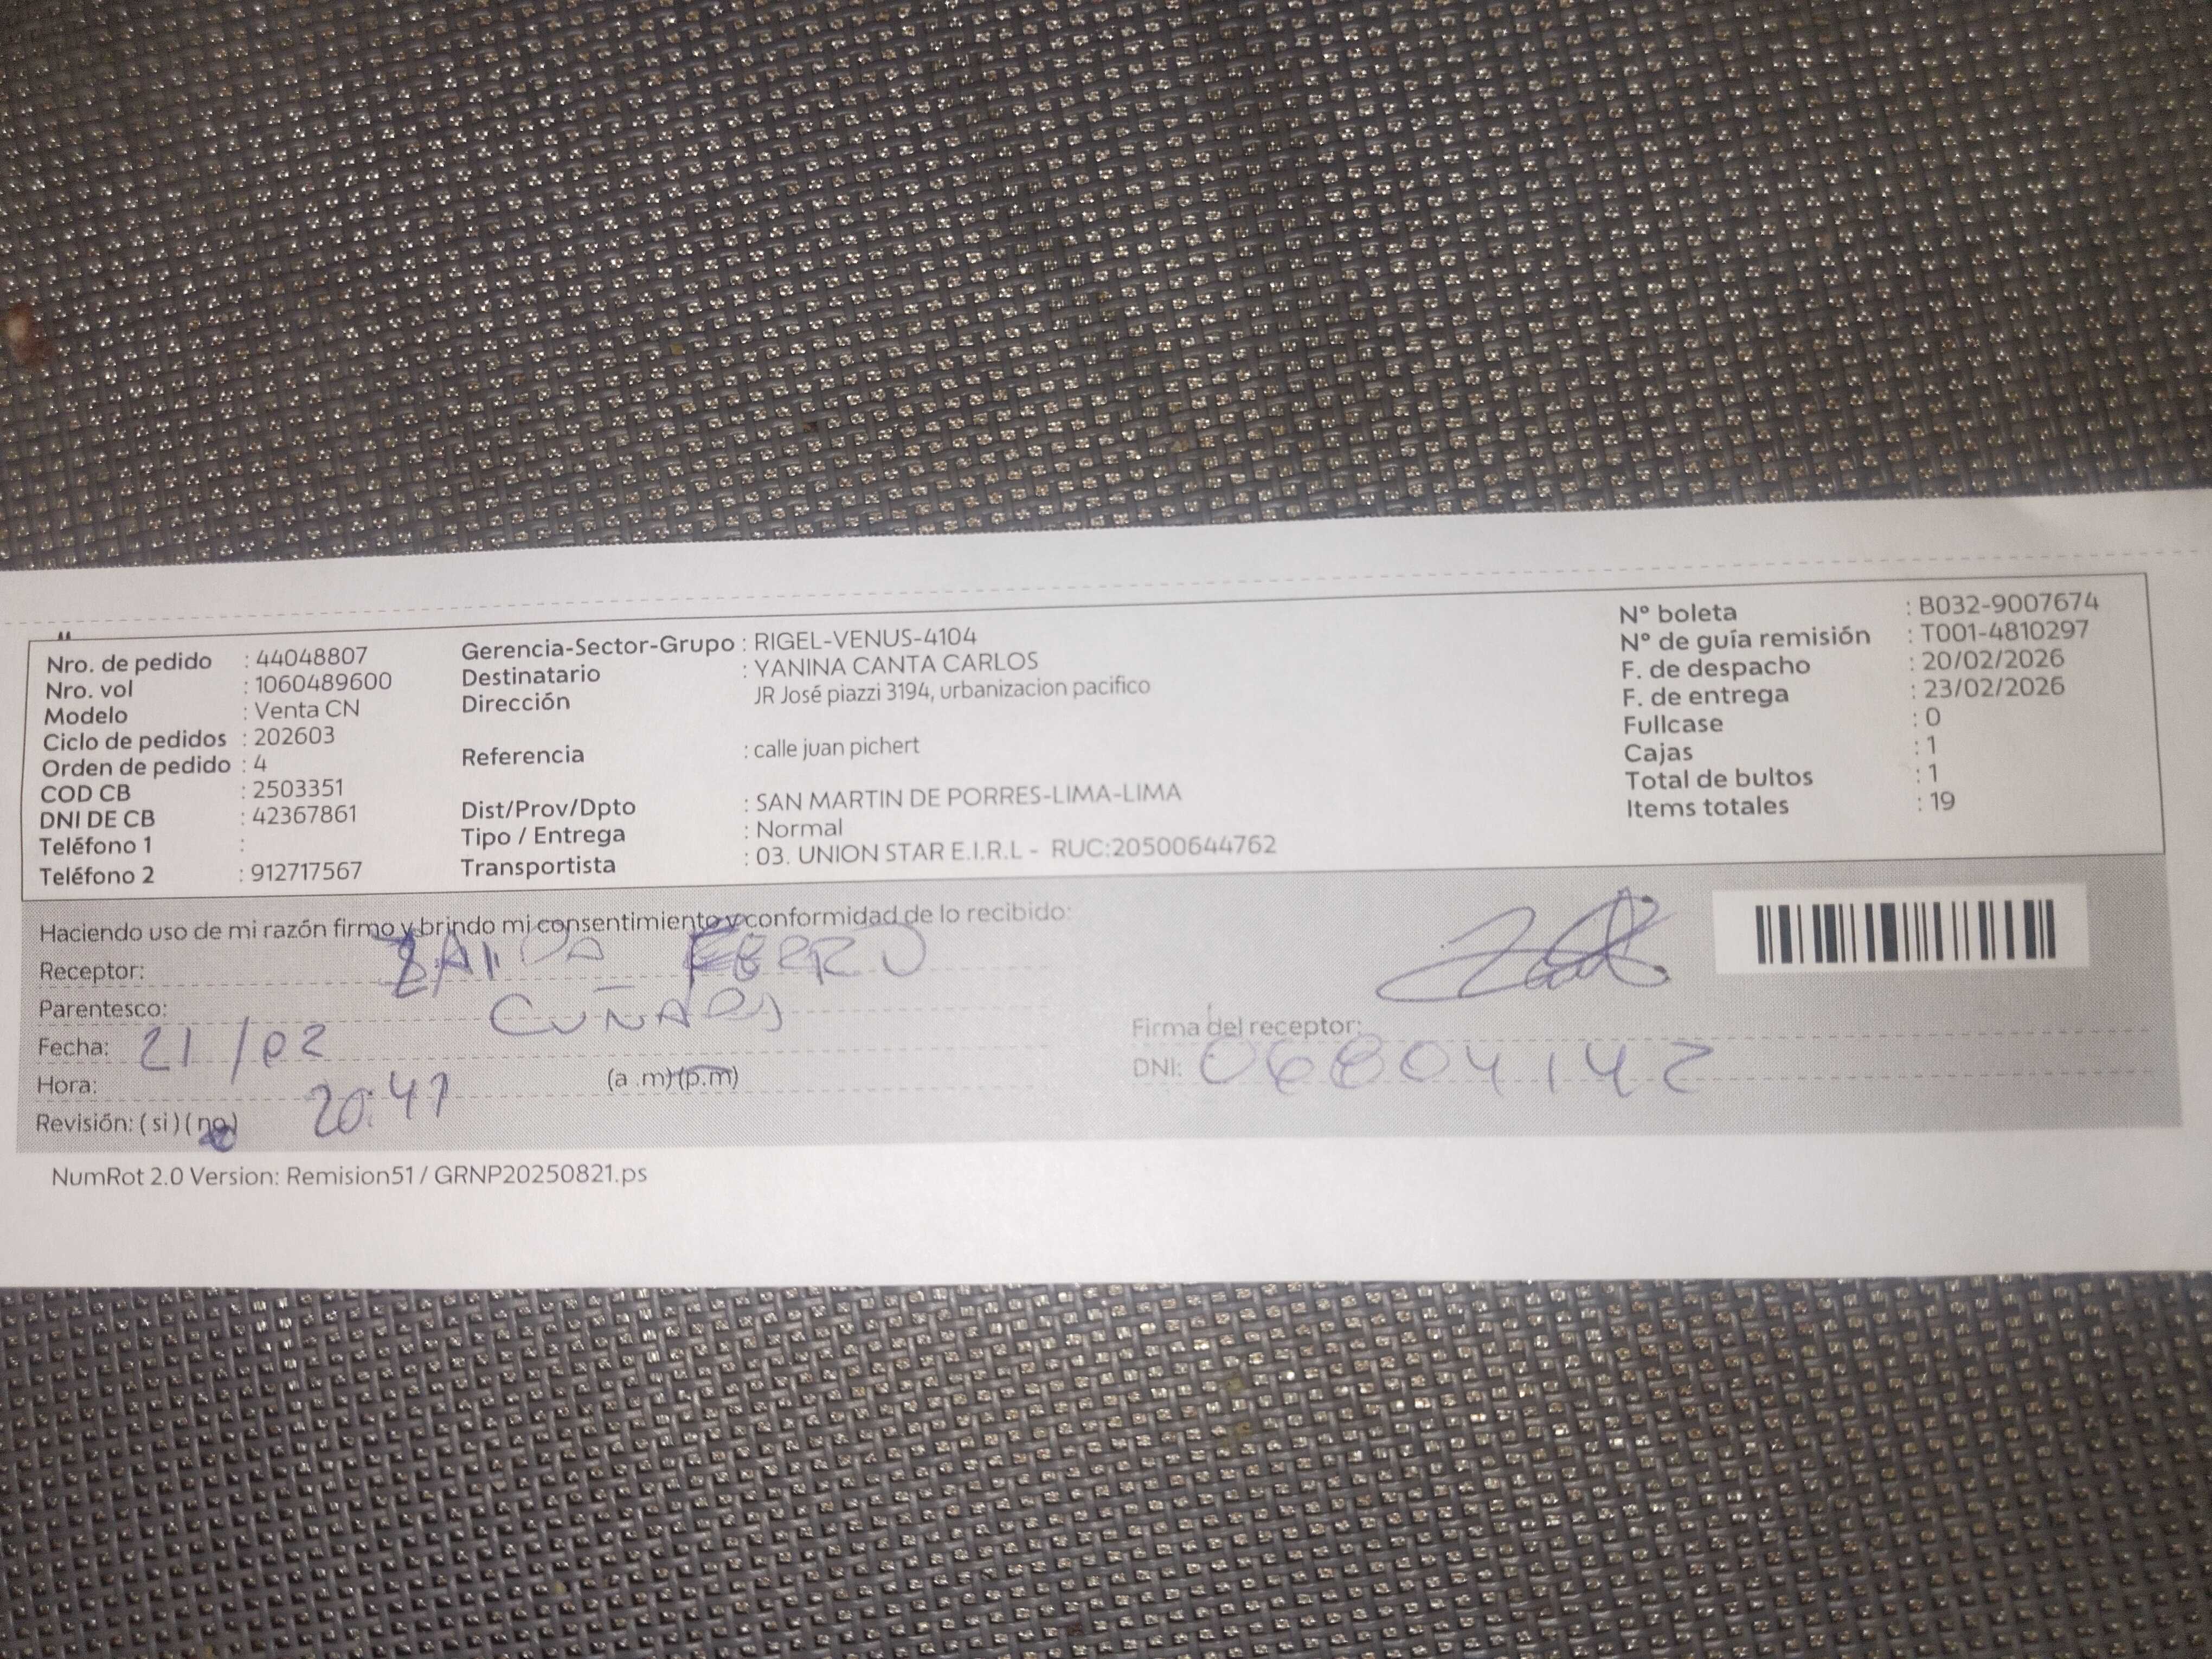 Nro. de pedido : 44048807
Nro. vol : 1060489600
Modelo : Venta CN
Ciclo de pedidos : 202603
Orden de pedido : 4
COD CB : 2503351
DNI DE CB : 42367861
Teléfono 1 :
Teléfono 2 : 912717567
Gerencia-Sector-Grupo : RIGEL-VENUS-4104
Destinatario : YANINA CANTA CARLOS
Dirección JR José piazzi 3194, urbanizacion pacifico
Referencia : calle juan pichert
Dist/Prov/Dpto : SAN MARTIN DE PORRES-LIMA-LIMA
Tipo / Entrega : Normal
Transportista : 03. UNION STAR E.I.R.L - RUC:20500644762
N° boleta : B032-9007674
N° de guía remisión : T001-4810297
F. de despacho : 20/02/2026
F. de entrega : 23/02/2026
Fullcase : 0
Cajas : 1
Total de bultos : 1
Items totales : 19
Haciendo uso de mi razón firmo y brindo mi consentimiento y conformidad de lo recibido:
Receptor: ZAIDA
Parentesco: CUÑADA
Fecha: 21/02
Hora: 20:41 (a .m)(p.m)
Revisión: ( si ) ( no )
Firma del receptor:
DNI: 06804142
NumRot 2.0 Version: Remision51 / GRNP20250821.ps